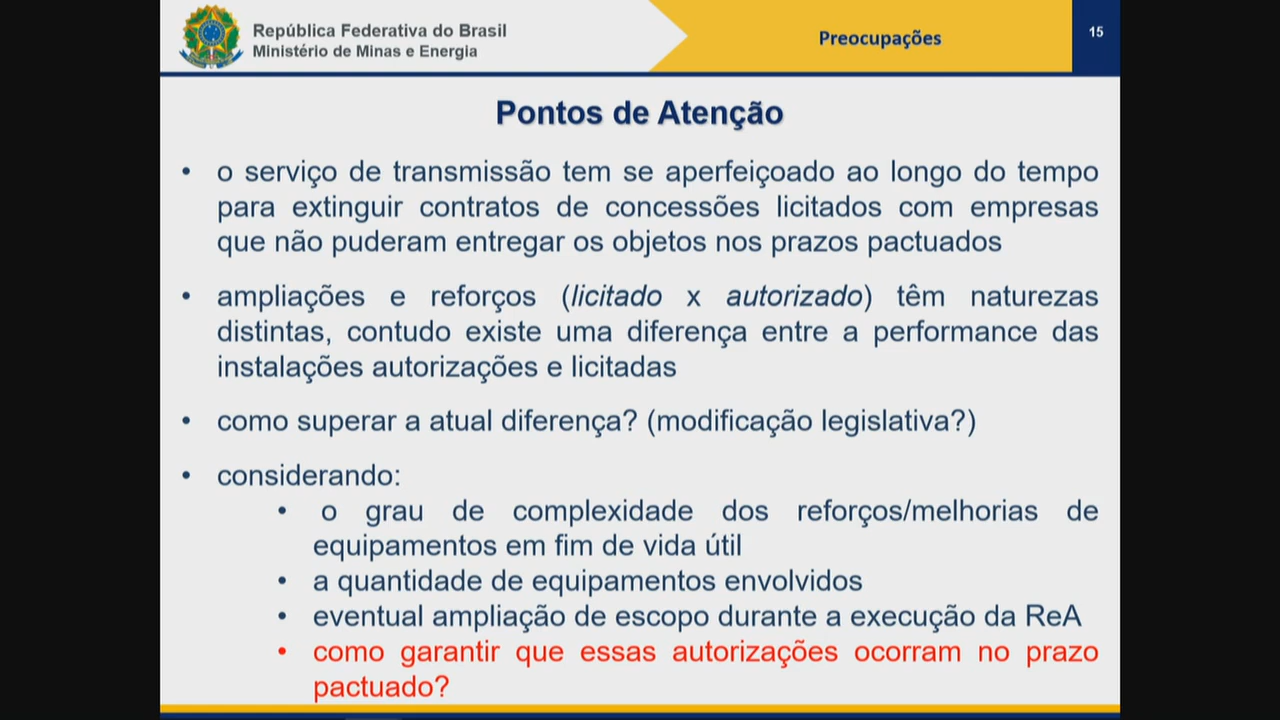 República Federativa do Brasil
Ministério de Minas e Energia
Preocupações
15
Pontos de Atenção
• o serviço de transmissão tem se aperfeiçoado ao longo do tempo
para extinguir contratos de concessões licitados com empresas
que não puderam entregar os objetos nos prazos pactuados
• ampliações e reforços (licitado x autorizado) têm naturezas
distintas, contudo existe uma diferença entre a performance das
instalações autorizações e licitadas
• como superar a atual diferença? (modificação legislativa?)
• considerando:
• o grau de complexidade dos reforços/melhorias de
equipamentos em fim de vida útil
• a quantidade de equipamentos envolvidos
• eventual ampliação de escopo durante a execução da ReA
• como garantir que essas autorizações ocorram no prazo
pactuado?